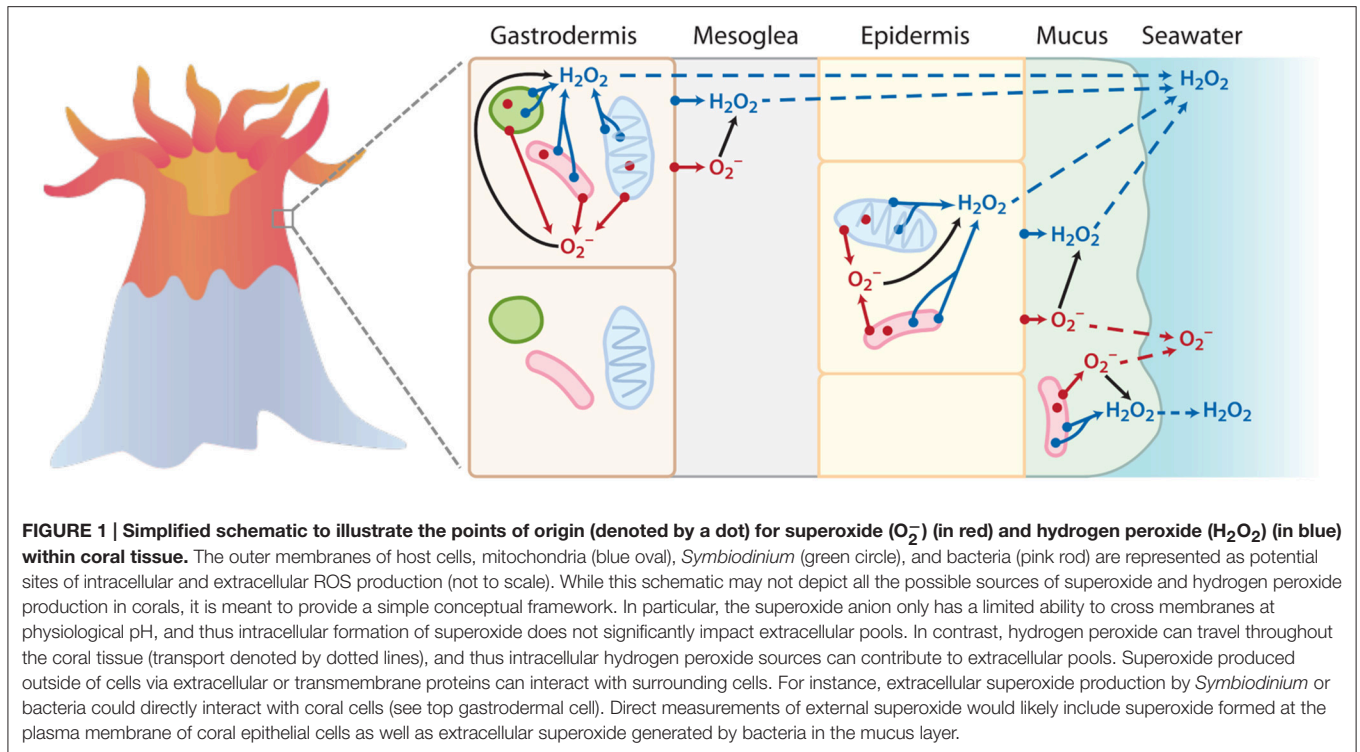 Gastrodermis Mesoglea Epidermis Mucus Seawater
H₂O₂
H₂O₂
O₂⁻
O₂⁻
H₂O₂
O₂⁻
H₂O₂
H₂O₂
O₂⁻
O₂⁻
O₂⁻
H₂O₂
H₂O₂
FIGURE 1 | Simplified schematic to illustrate the points of origin (denoted by a dot) for superoxide (O₂⁻) (in red) and hydrogen peroxide (H₂O₂) (in blue)
within coral tissue. The outer membranes of host cells, mitochondria (blue oval), Symbiodinium (green circle), and bacteria (pink rod) are represented as potential
sites of intracellular and extracellular ROS production (not to scale). While this schematic may not depict all the possible sources of superoxide and hydrogen peroxide
production in corals, it is meant to provide a simple conceptual framework. In particular, the superoxide anion only has a limited ability to cross membranes at
physiological pH, and thus intracellular formation of superoxide does not significantly impact extracellular pools. In contrast, hydrogen peroxide can travel throughout
the coral tissue (transport denoted by dotted lines), and thus intracellular hydrogen peroxide sources can contribute to extracellular pools. Superoxide produced
outside of cells via extracellular or transmembrane proteins can interact with surrounding cells. For instance, extracellular superoxide production by Symbiodinium or
bacteria could directly interact with coral cells (see top gastrodermal cell). Direct measurements of external superoxide would likely include superoxide formed at the
plasma membrane of coral epithelial cells as well as extracellular superoxide generated by bacteria in the mucus layer.